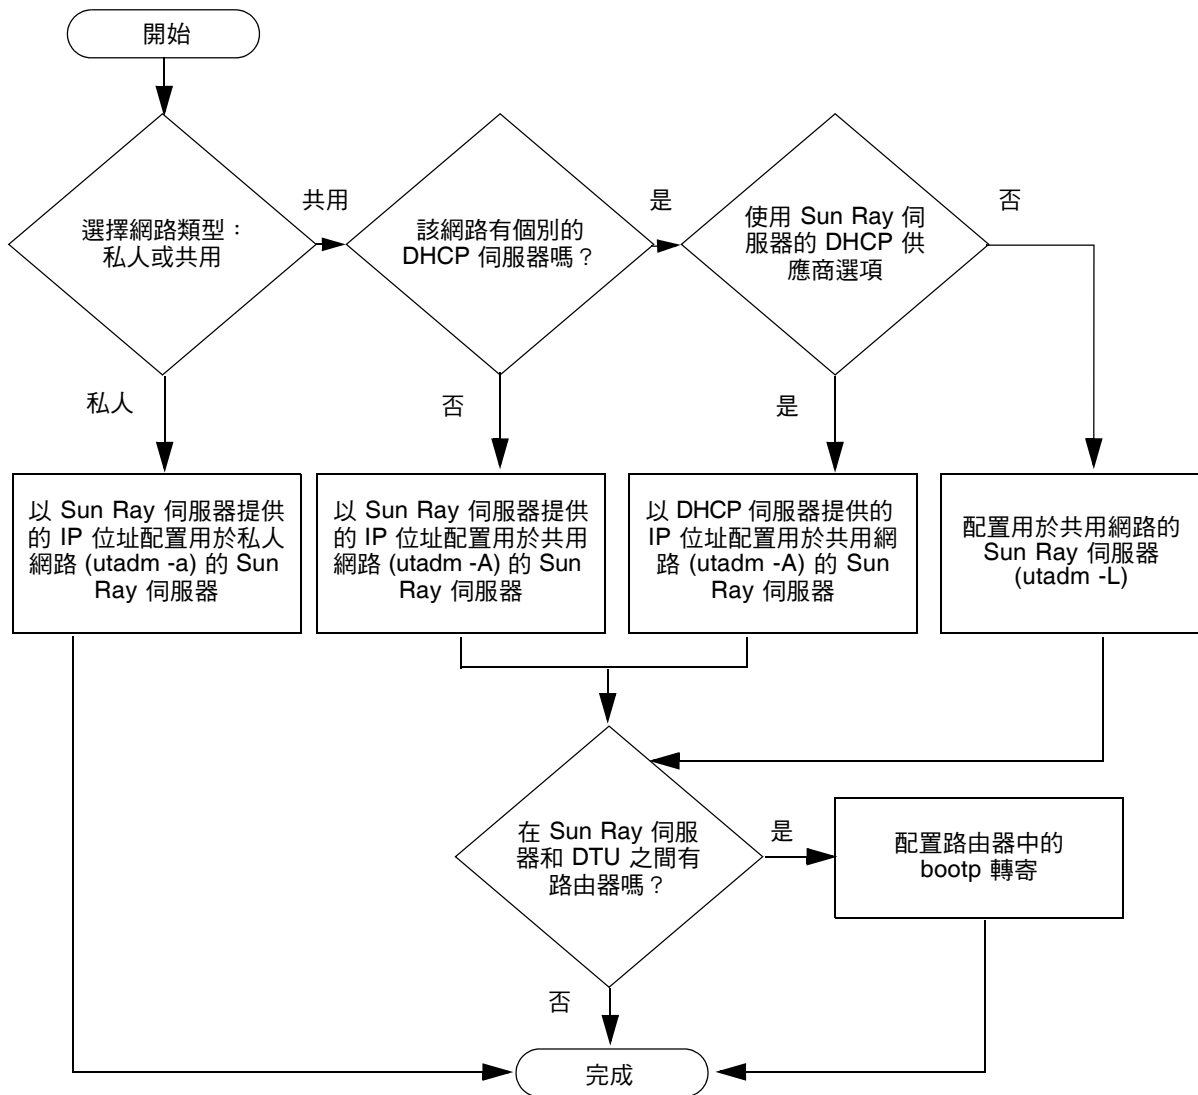 開始
選擇網路類型：
私人或共用
共用
該網路有個別的
DHCP 伺服器嗎？
是
使用 Sun Ray 伺
服器的 DHCP 供
應商選項
否
私人
否
是
以 Sun Ray 伺服器提供
的 IP 位址配置用於私人
網路 (utadm -a) 的 Sun
Ray 伺服器
以 Sun Ray 伺服器提供
的 IP 位址配置用於共用
網路 (utadm -A) 的 Sun
Ray 伺服器
以 DHCP 伺服器提供的
IP 位址配置用於共用網
路 (utadm -A) 的 Sun
Ray 伺服器
配置用於共用網路的
Sun Ray 伺服器
(utadm -L)
在 Sun Ray 伺服
器和 DTU 之間有
路由器嗎？
是
配置路由器中的
bootp 轉寄
否
完成